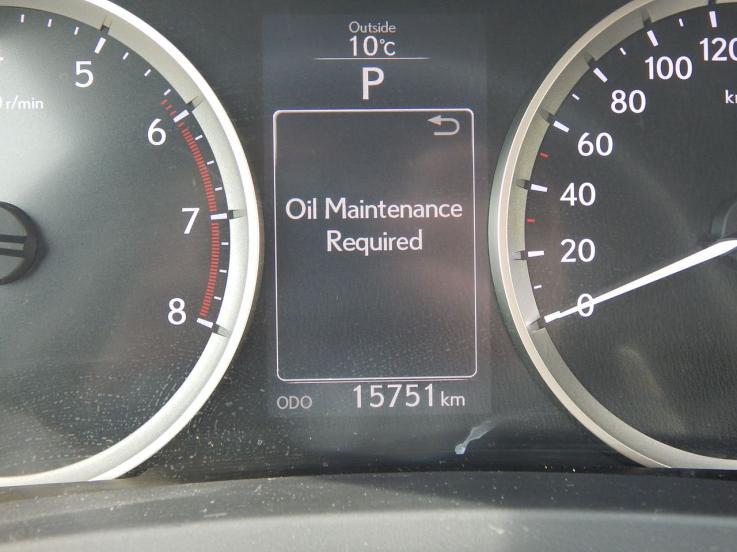 Outside
10°C
P
Oil Maintenance
Required
ODO 15751 km
5
r/min
6
7
8
120
100
80
60
40
20
0